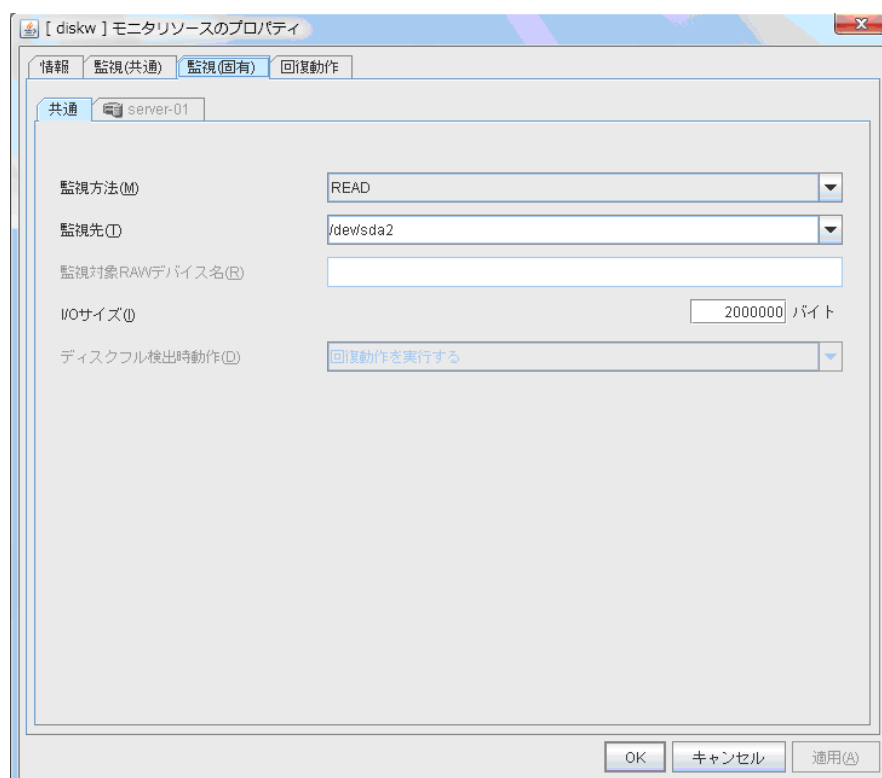 [ diskw ] モニタリソースのプロパティ
情報 監視(共通) 監視(固有) 回復動作
共通 server-01
監視方法(M) READ
監視先(T) /dev/sda2
監視対象RAWデバイス名(R)
I/Oサイズ(I) 2000000 バイト
ディスクフル検出時動作(D) 回復動作を実行する
OK キャンセル 適用(A)